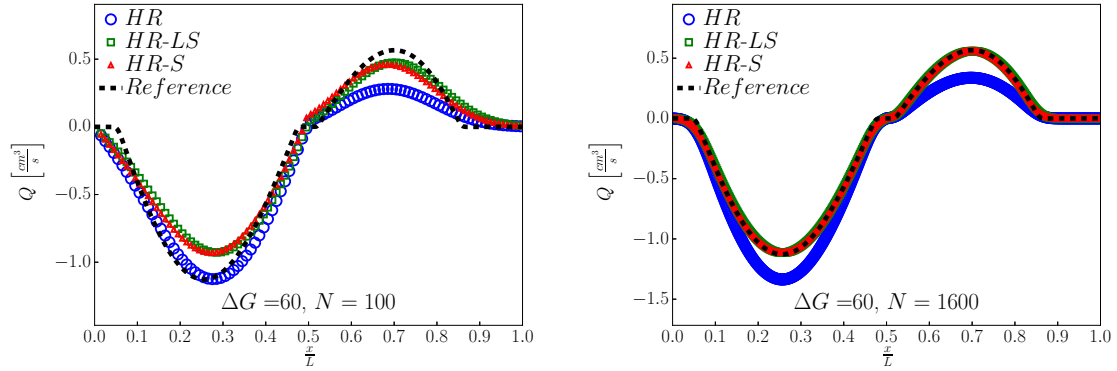 HR
HR-LS
HR-S
Reference
0.5
0.0
−0.5
−1.0
Q [cm³/s]
ΔG =60, N = 100
0.0 0.1 0.2 0.3 0.4 0.5 0.6 0.7 0.8 0.9 1.0
x/L
HR
HR-LS
HR-S
Reference
0.5
0.0
−0.5
−1.0
−1.5
Q [cm³/s]
ΔG =60, N = 1600
0.0 0.1 0.2 0.3 0.4 0.5 0.6 0.7 0.8 0.9 1.0
x/L